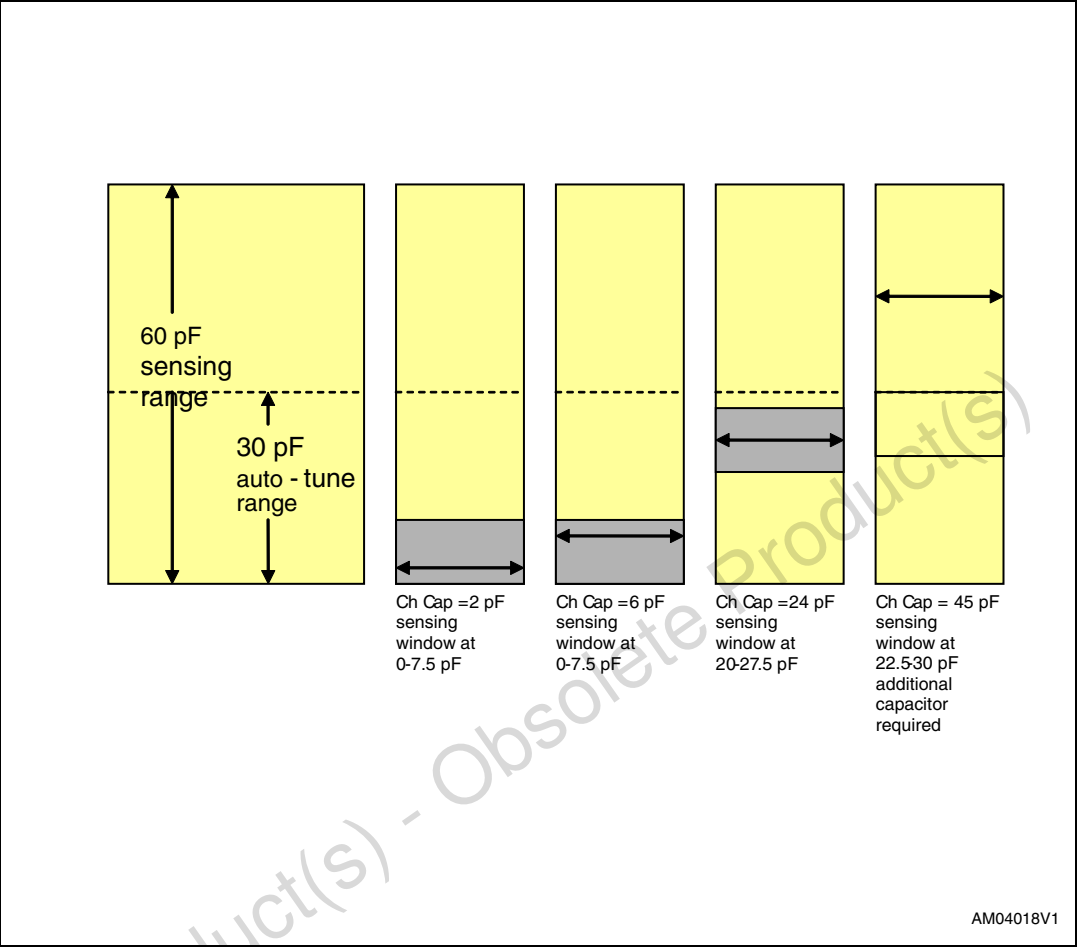 60 pF
sensing
range
30 pF
auto - tune
range
Ch Cap =2 pF
sensing
window at
0-7.5 pF
Ch Cap =6 pF
sensing
window at
0-7.5 pF
Ch Cap =24 pF
sensing
window at
20-27.5 pF
Ch Cap = 45 pF
sensing
window at
22.5-30 pF
additional
capacitor
required
duct(s) - Obsolete Product(s)
AM04018V1